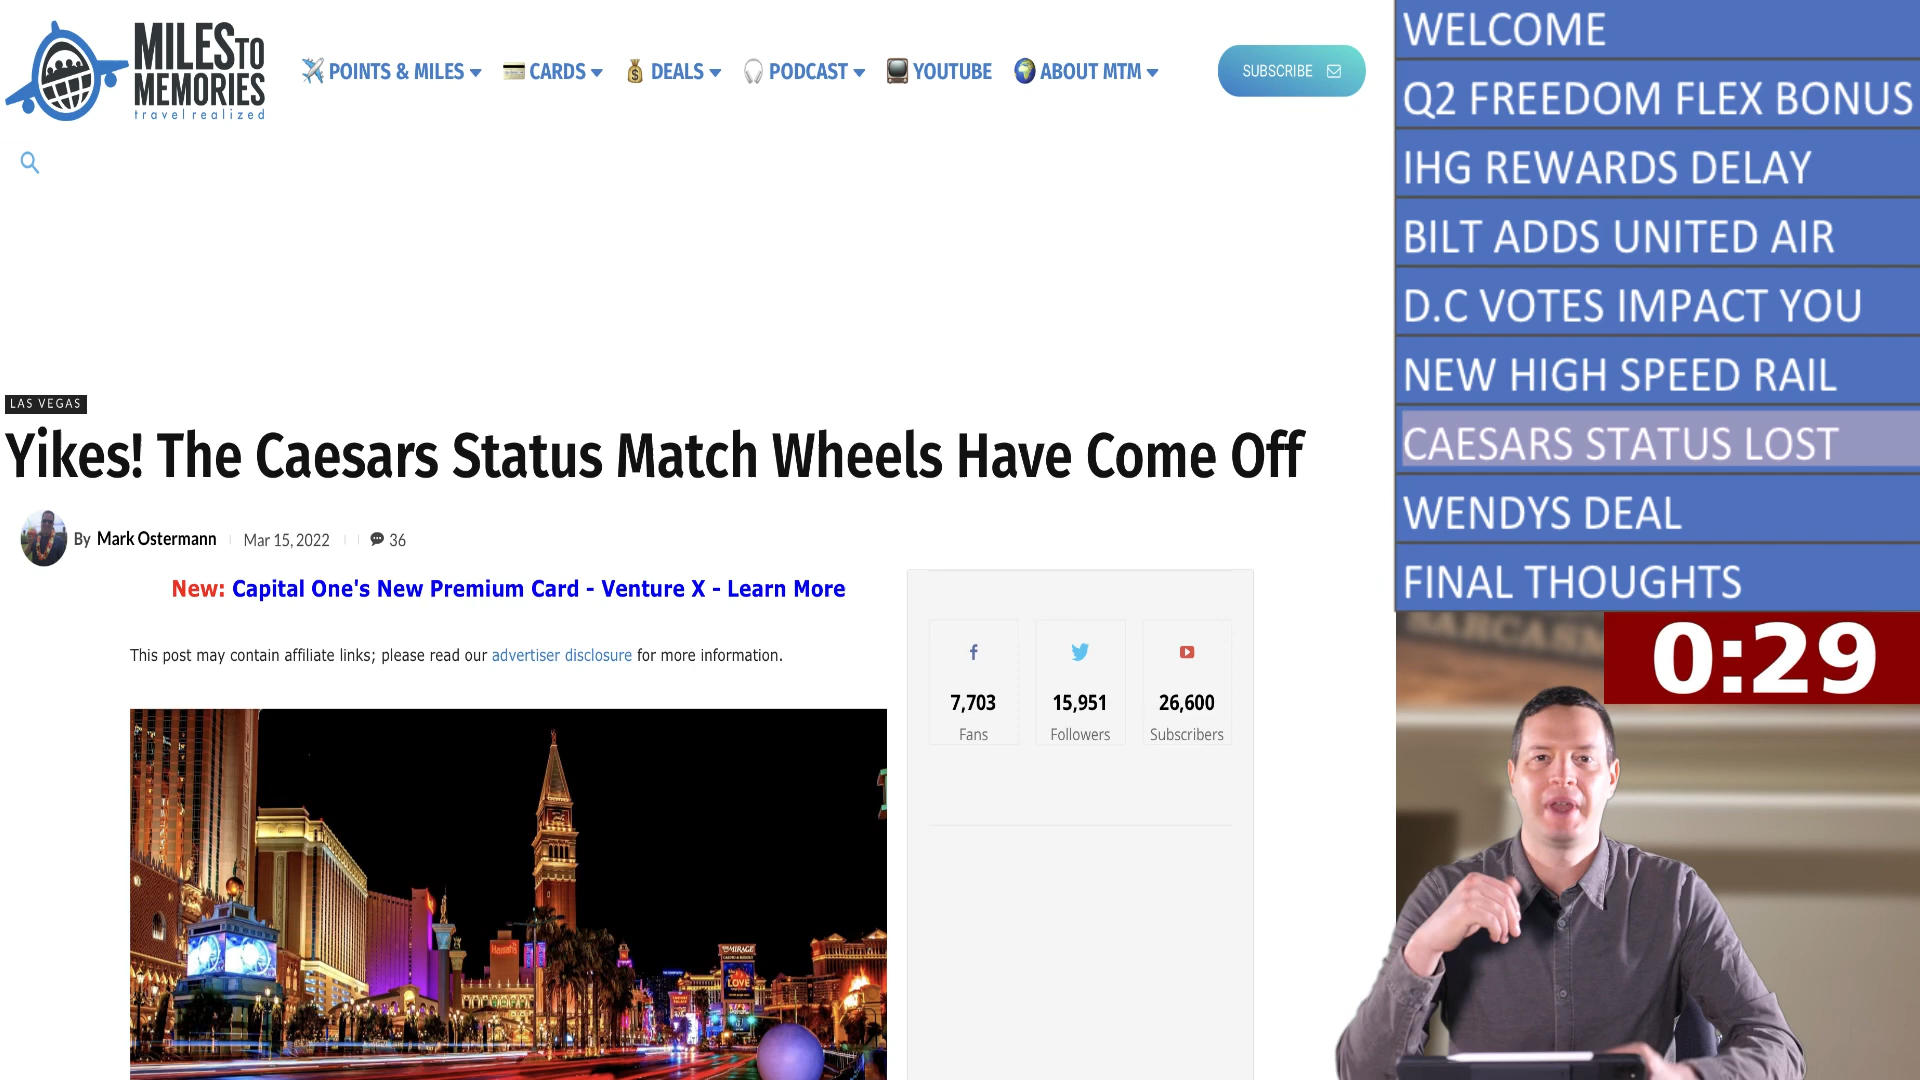 MILES TO
MEMORIES
travel realized
POINTS & MILES
CARDS
DEALS
PODCAST
YOUTUBE
ABOUT MTM
SUBSCRIBE
LAS VEGAS
Yikes! The Caesars Status Match Wheels Have Come Off
By Mark Ostermann
Mar 15, 2022
36
New: Capital One's New Premium Card - Venture X - Learn More
This post may contain affiliate links; please read our advertiser disclosure for more information.
7,703
Fans
15,951
Followers
26,600
Subscribers
Harrah's
MIRAGE
LOVE
WELCOME
Q2 FREEDOM FLEX BONUS
IHG REWARDS DELAY
BILT ADDS UNITED AIR
D.C VOTES IMPACT YOU
NEW HIGH SPEED RAIL
CAESARS STATUS LOST
WENDYS DEAL
FINAL THOUGHTS
SARCASM
0:29